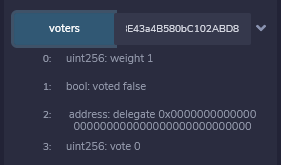 voters
E43a4B580bC102ABD8
0: uint256: weight 1
1: bool: voted false
2: address: delegate 0x0000000000000
000000000000000000000000000
3: uint256: vote 0